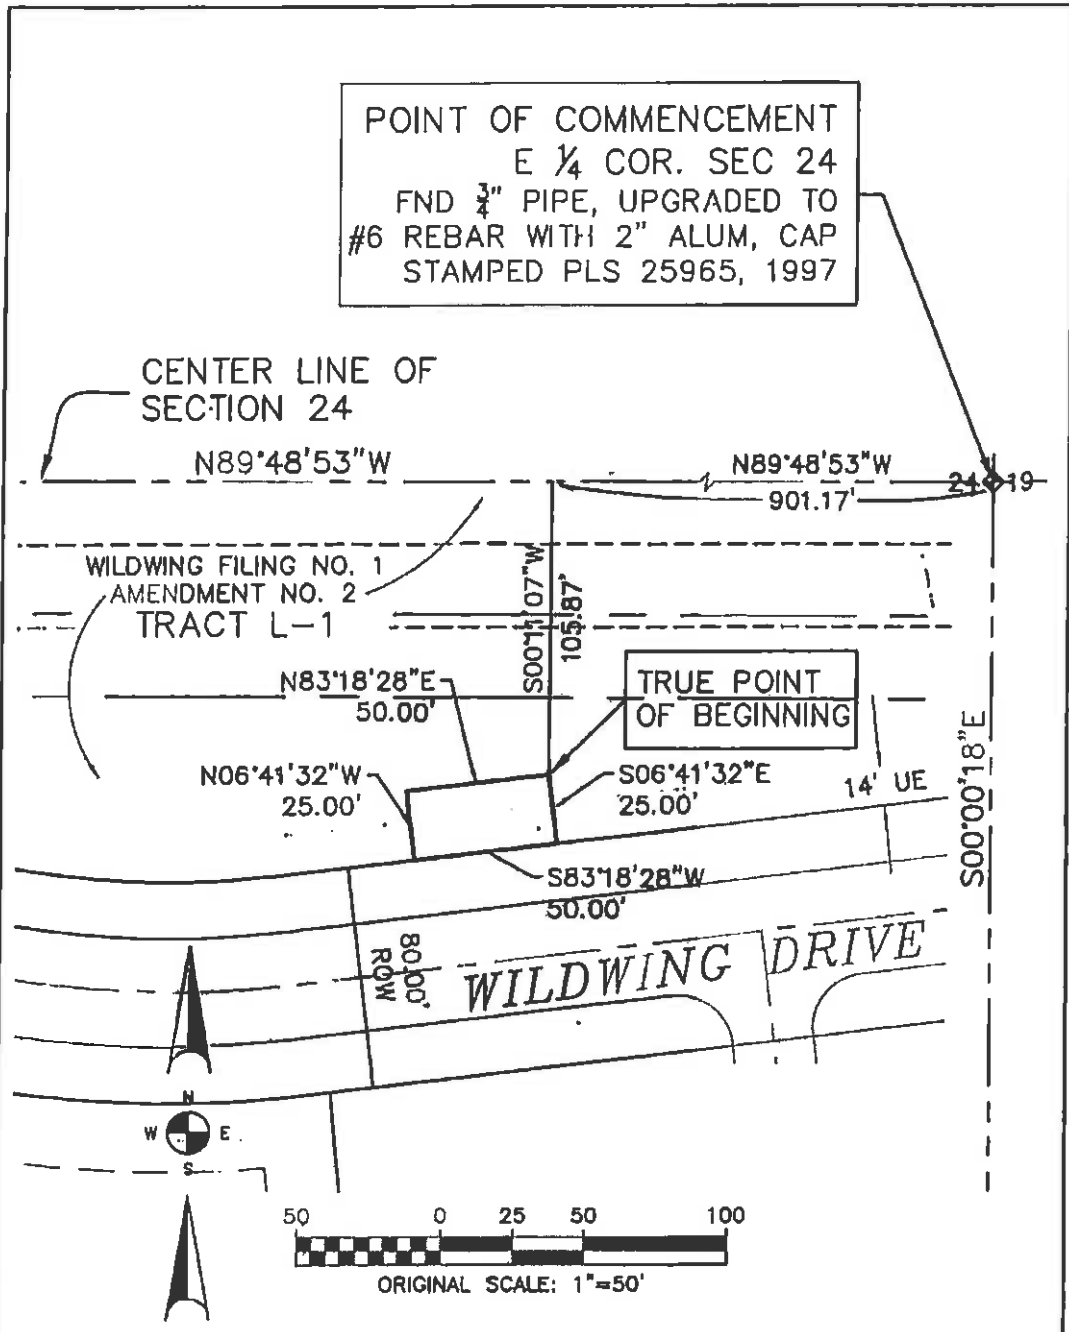 POINT OF COMMENCEMENT
E 1/4 COR. SEC 24
FND 3/4" PIPE, UPGRADED TO
#6 REBAR WITH 2" ALUM, CAP
STAMPED PLS 25965, 1997
CENTER LINE OF
SECTION 24
N89°48'53"W
N89°48'53"W
901.17'
24 19
WILDWING FILING NO. 1
AMENDMENT NO. 2
TRACT L-1
S00°11'07"W
105.87'
N83°18'28"E
50.00'
TRUE POINT
OF BEGINNING
N06°41'32"W
25.00'
S06°41'32"E
25.00'
14' UE
S00°00'18"E
S83°18'28"W
50.00'
80.00'
ROW
WILDWING DRIVE
N
W E
S
50 0 25 50 100
ORIGINAL SCALE: 1"=50'